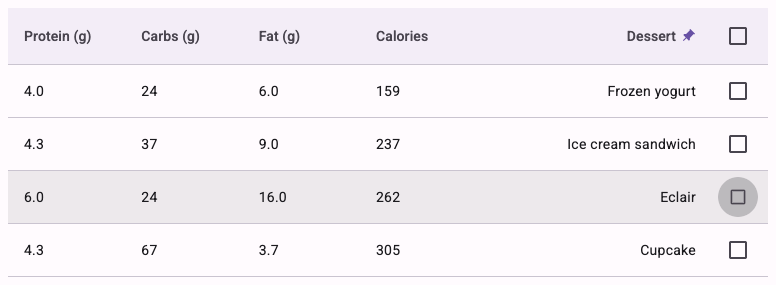 Protein (g) Carbs (g) Fat (g) Calories Dessert
4.0 24 6.0 159 Frozen yogurt
4.3 37 9.0 237 Ice cream sandwich
6.0 24 16.0 262 Eclair
4.3 67 3.7 305 Cupcake